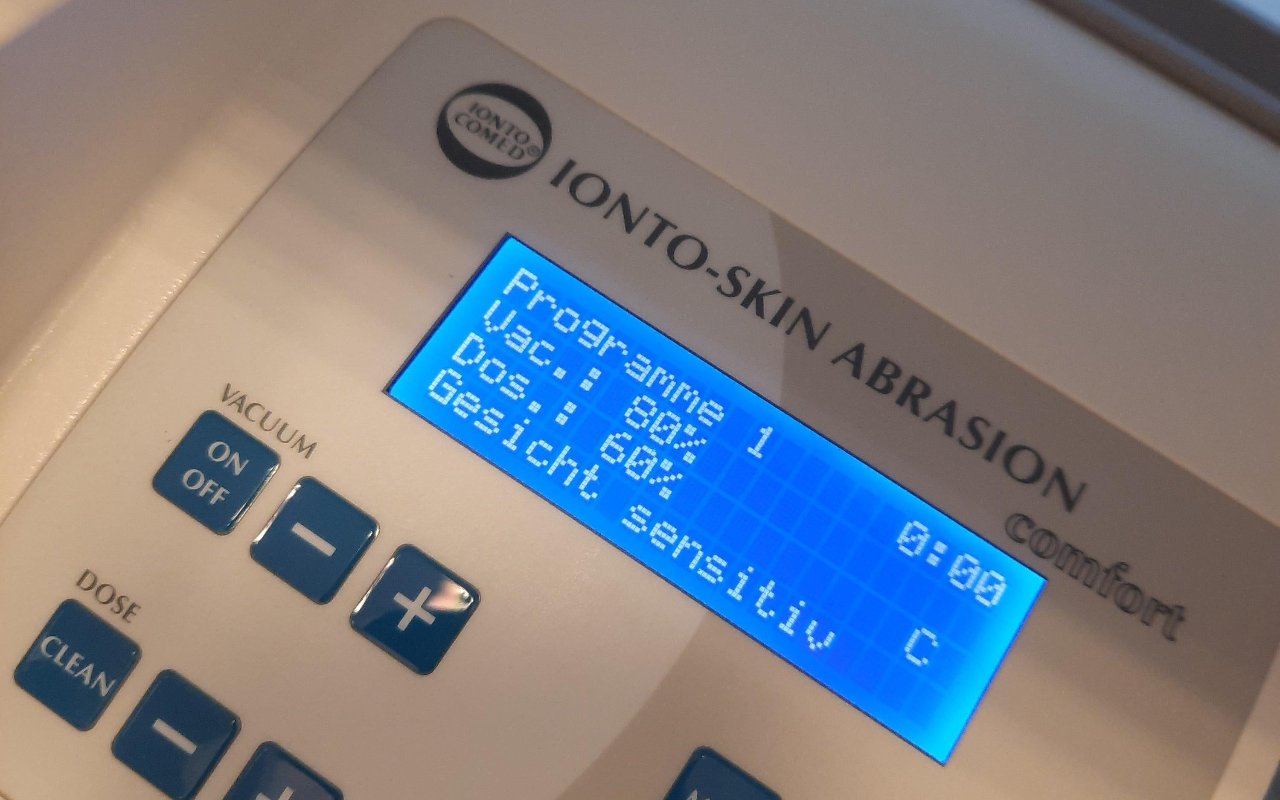 IONTO
COMED®
IONTO-SKIN ABRASION
comfort
Programme 1
Vac.: 80% 0:00
Dos.: 60%
Gesicht sensitiv C
VACUUM
ON
OFF
−
+
DOSE
CLEAN
−
+